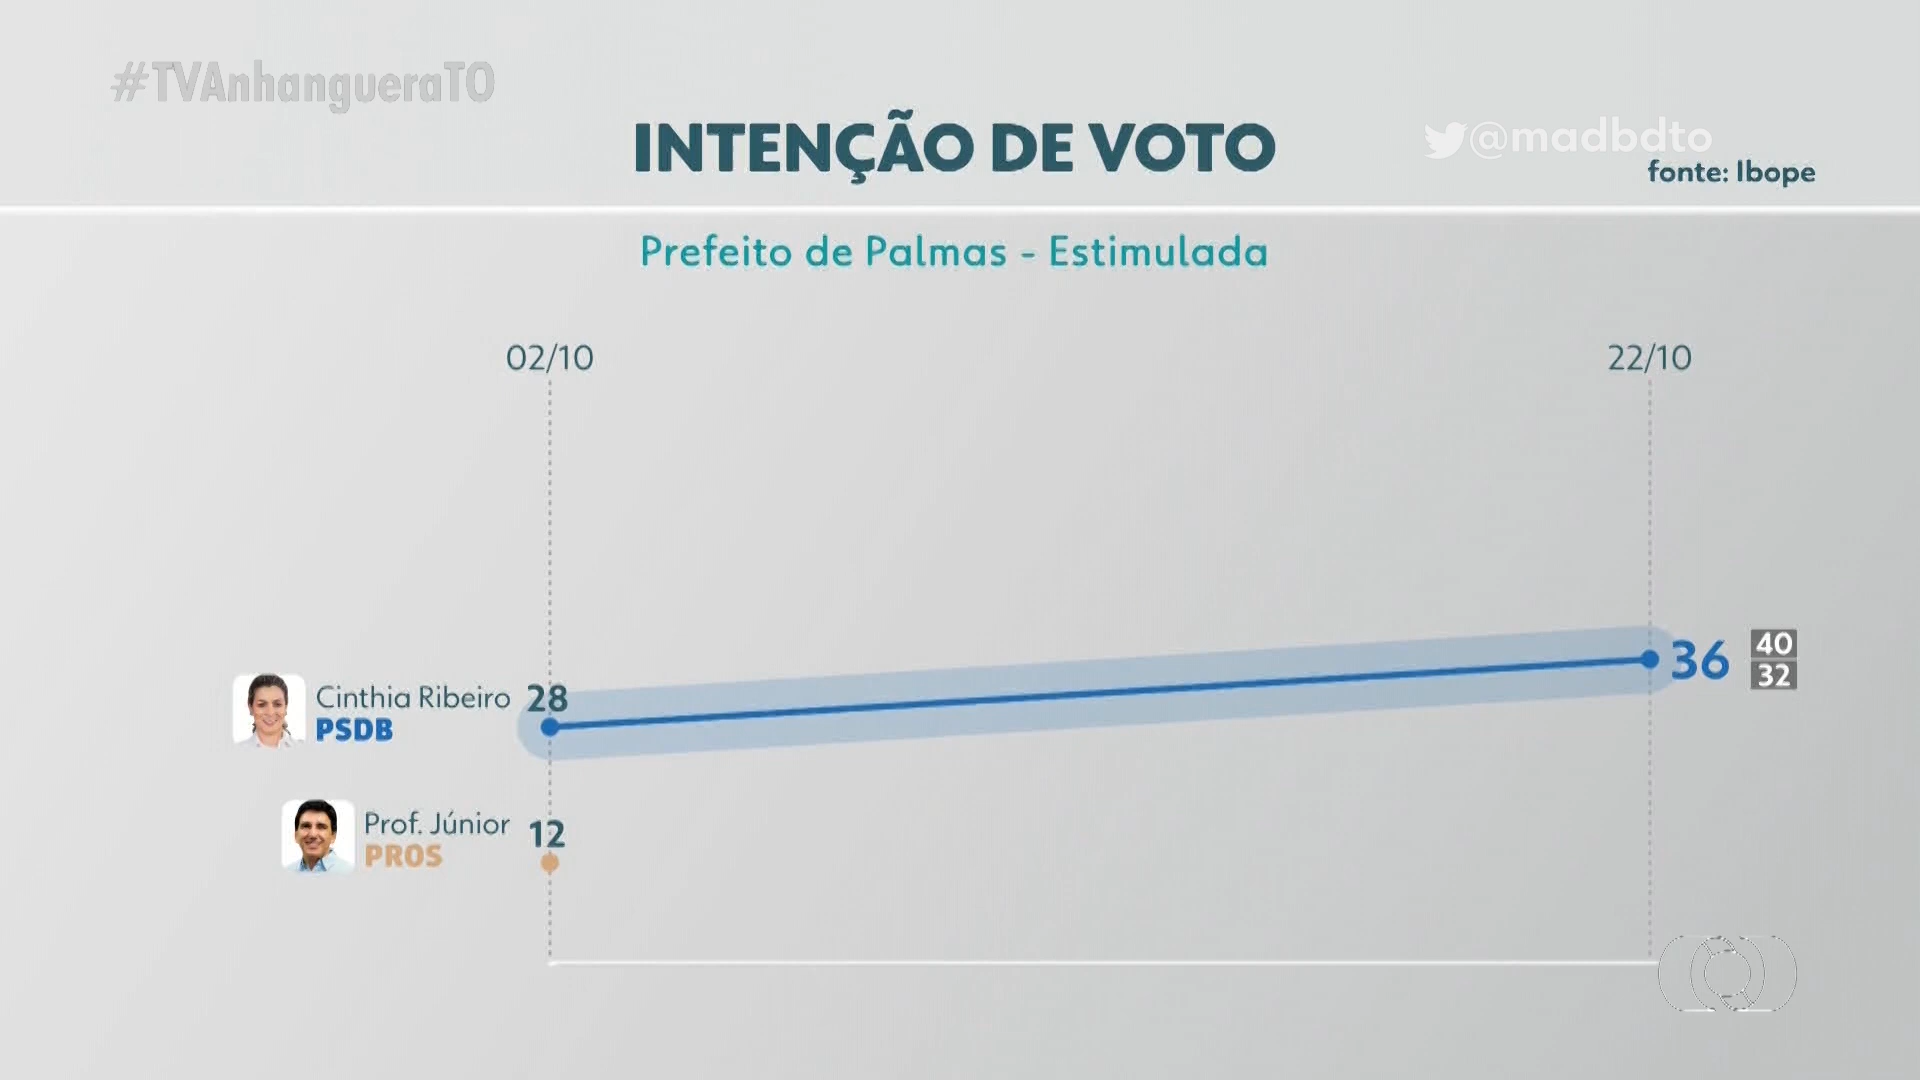 #TVAnhangueraTO
INTENÇÃO DE VOTO
@madbdto
fonte: Ibope
Prefeito de Palmas - Estimulada
02/10
22/10
Cinthia Ribeiro 28
PSDB
36
40
32
Prof. Júnior 12
PROS